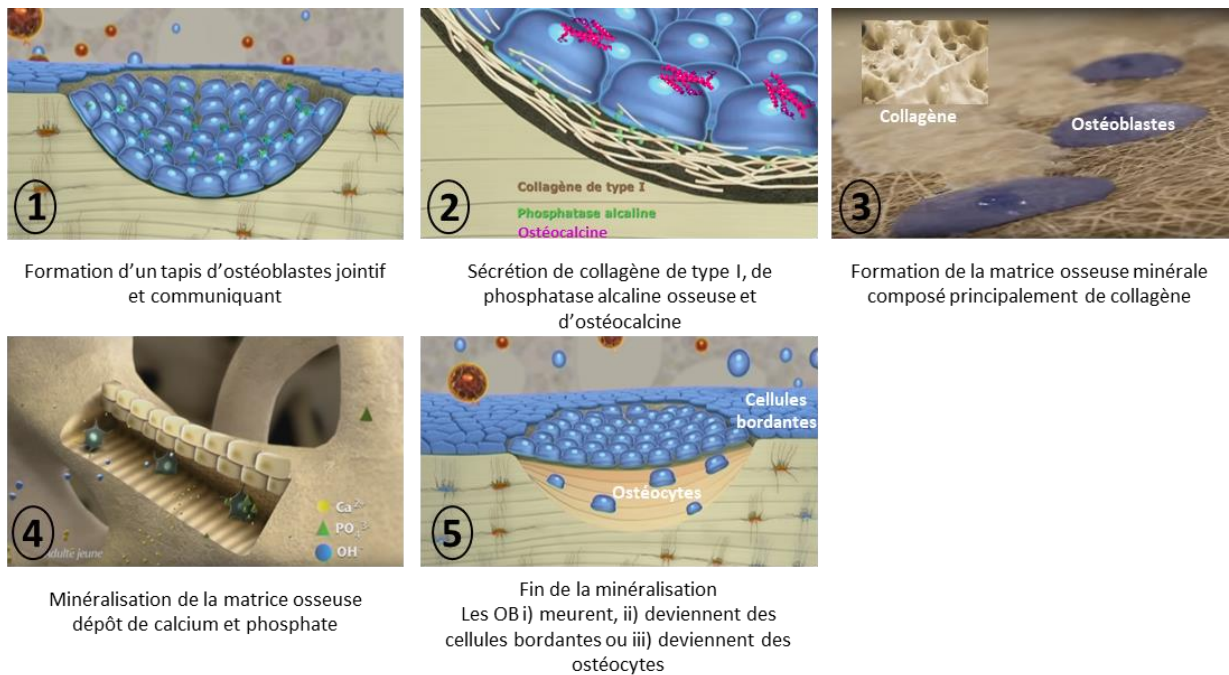 1
Formation d'un tapis d'ostéoblastes jointif
et communiquant
Collagène de type I
Phosphatase alcaline
Ostéocalcine
2
Sécrétion de collagène de type I, de
phosphatase alcaline osseuse et
d'ostéocalcine
Collagène
Ostéoblastes
3
Formation de la matrice osseuse minérale
composé principalement de collagène
Ca²⁺
PO₄³⁻
OH⁻
4
Adulte jeune
Minéralisation de la matrice osseuse
dépôt de calcium et phosphate
Cellules
bordantes
Ostéocytes
5
Fin de la minéralisation
Les OB i) meurent, ii) deviennent des
cellules bordantes ou iii) deviennent des
ostéocytes